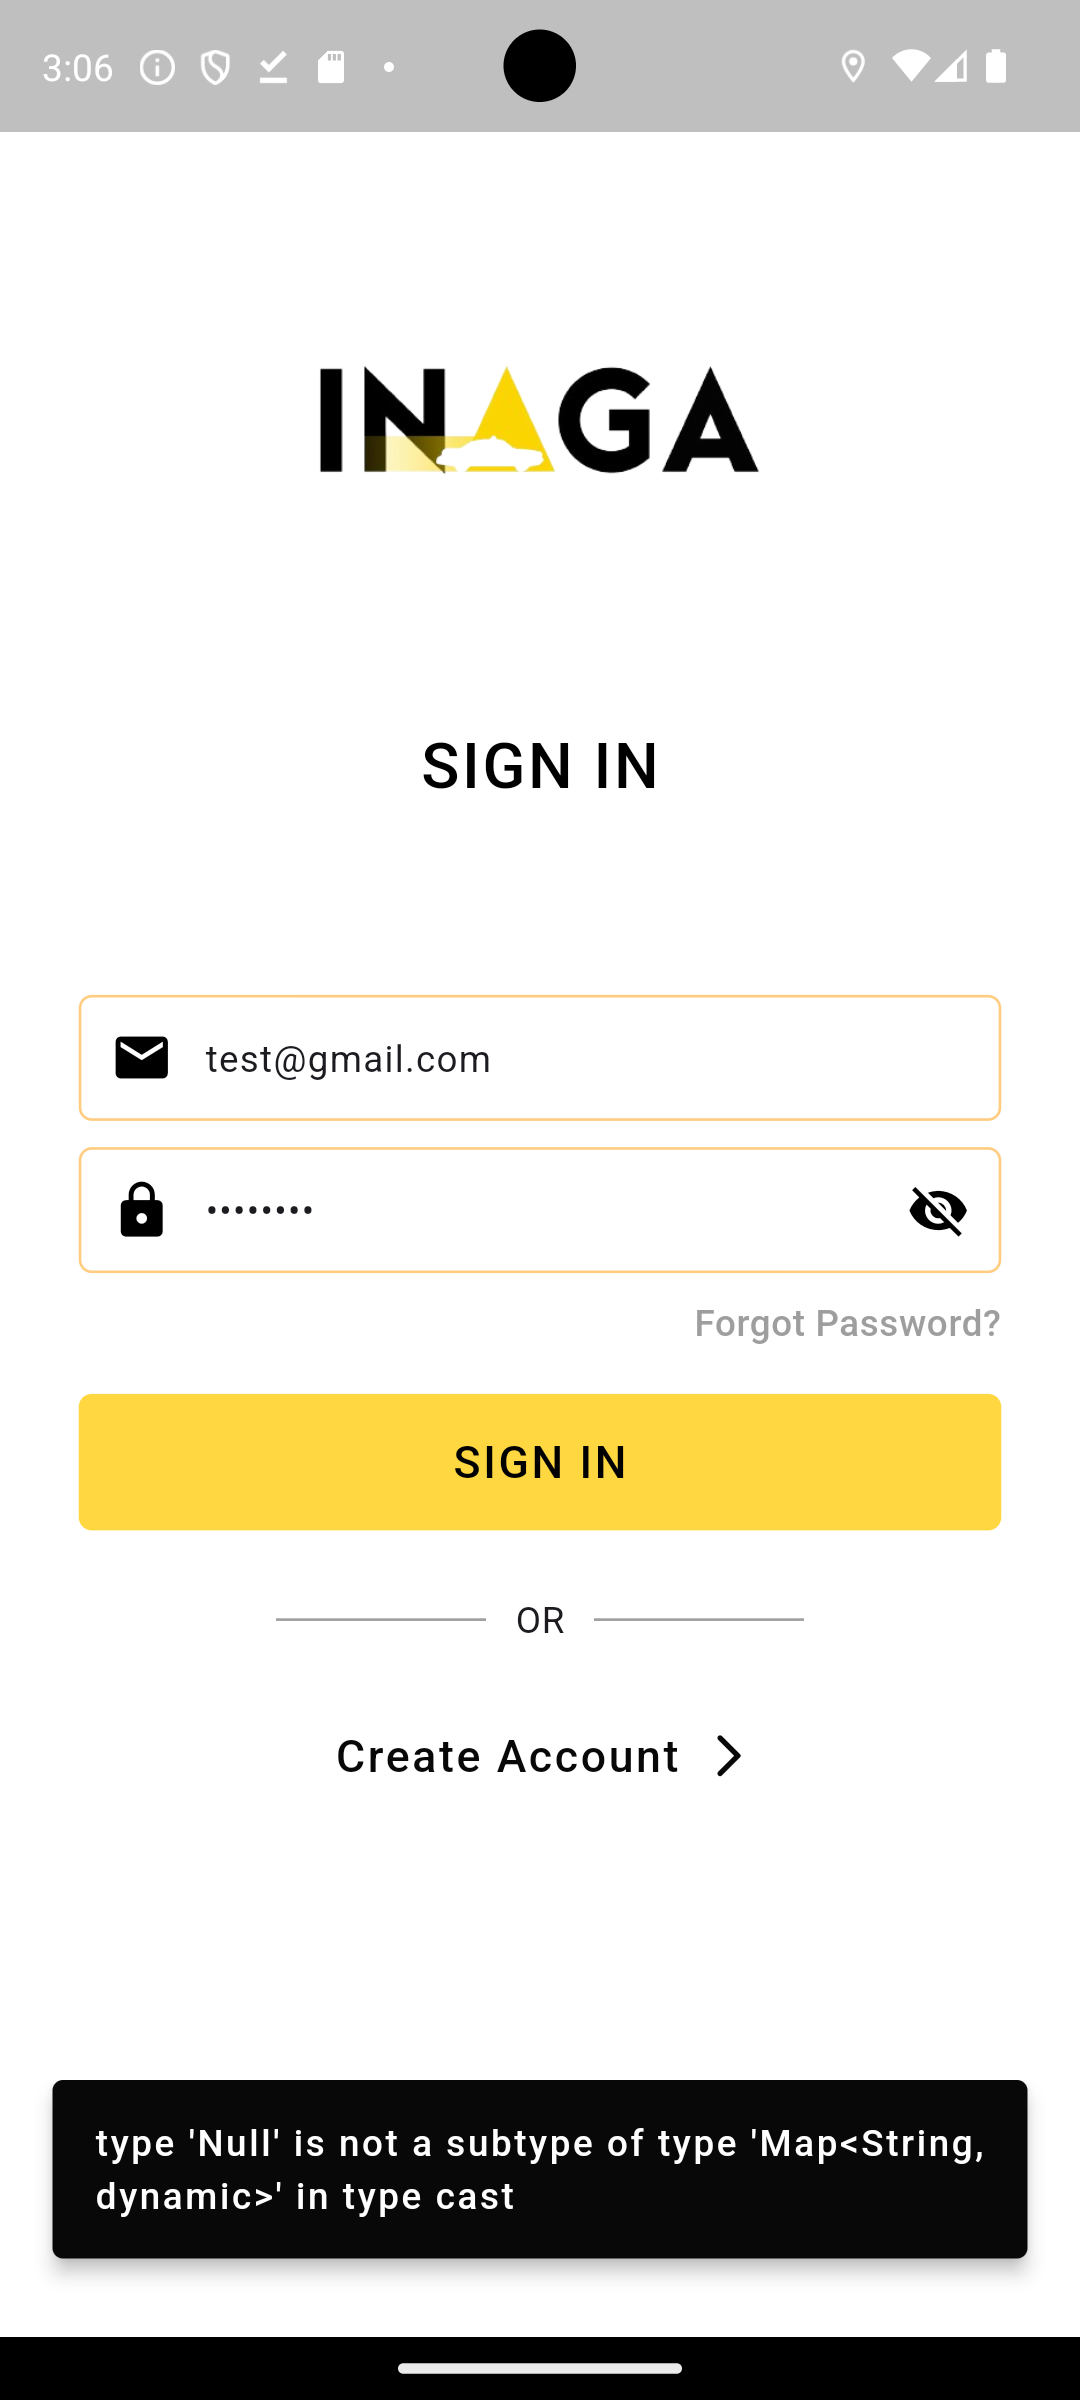 3:06
INAGA
SIGN IN
test@gmail.com
••••••••
Forgot Password?
SIGN IN
OR
Create Account
type 'Null' is not a subtype of type 'Map<String,
dynamic>' in type cast